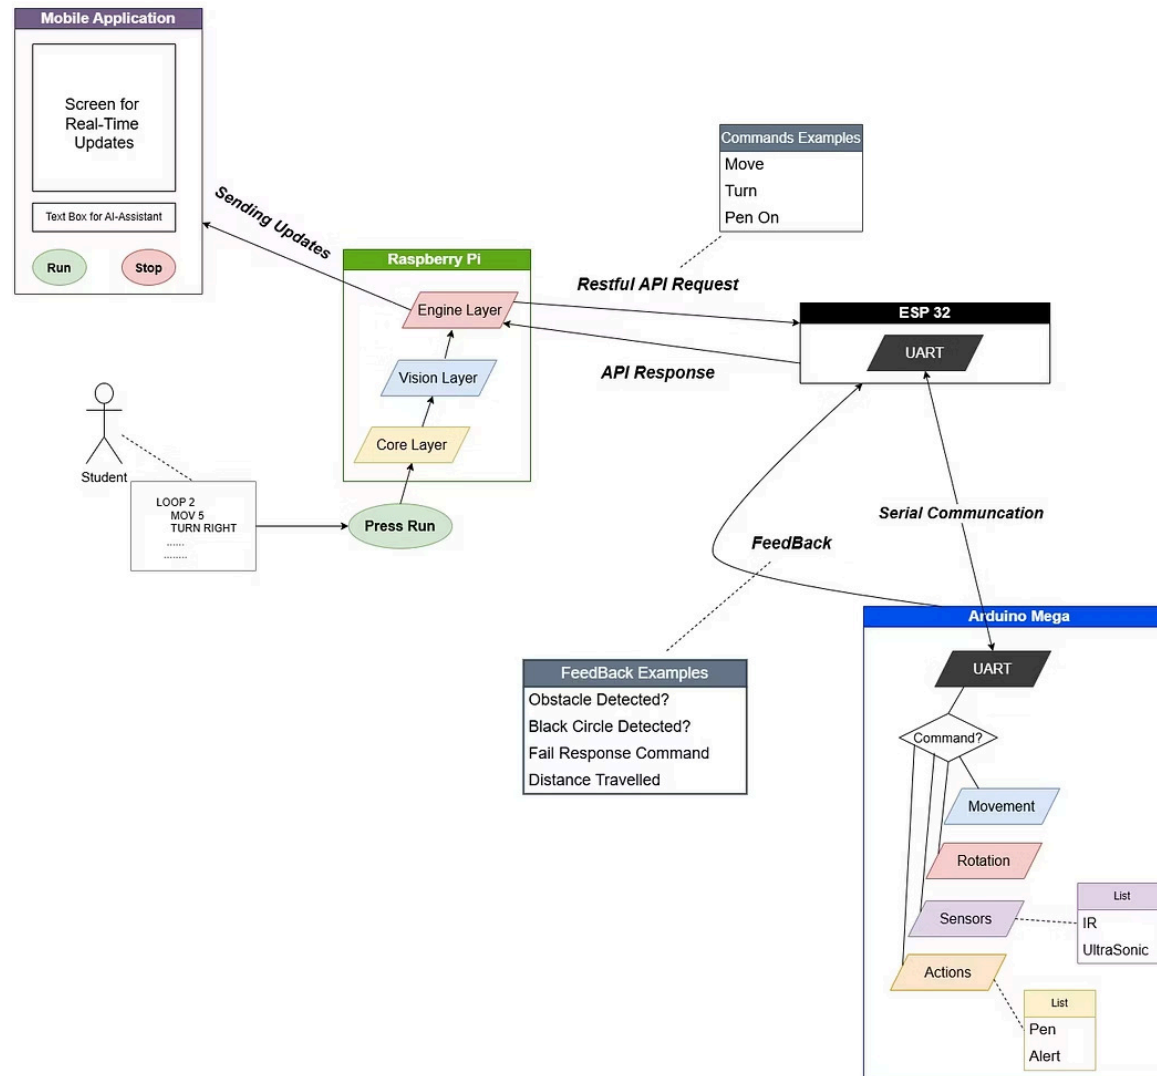 Mobile Application
Screen for
Real-Time
Updates
Text Box for AI-Assistant
Run
Stop
Sending Updates
Commands Examples
Move
Turn
Pen On
Raspberry Pi
Engine Layer
Vision Layer
Core Layer
Restful API Request
API Response
ESP 32
UART
Student
LOOP 2
MOV 5
TURN RIGHT
......
........
Press Run
Serial Communcation
FeedBack
FeedBack Examples
Obstacle Detected?
Black Circle Detected?
Fail Response Command
Distance Travelled
Arduino Mega
UART
Command?
Movement
Rotation
Sensors
List
IR
UltraSonic
Actions
List
Pen
Alert